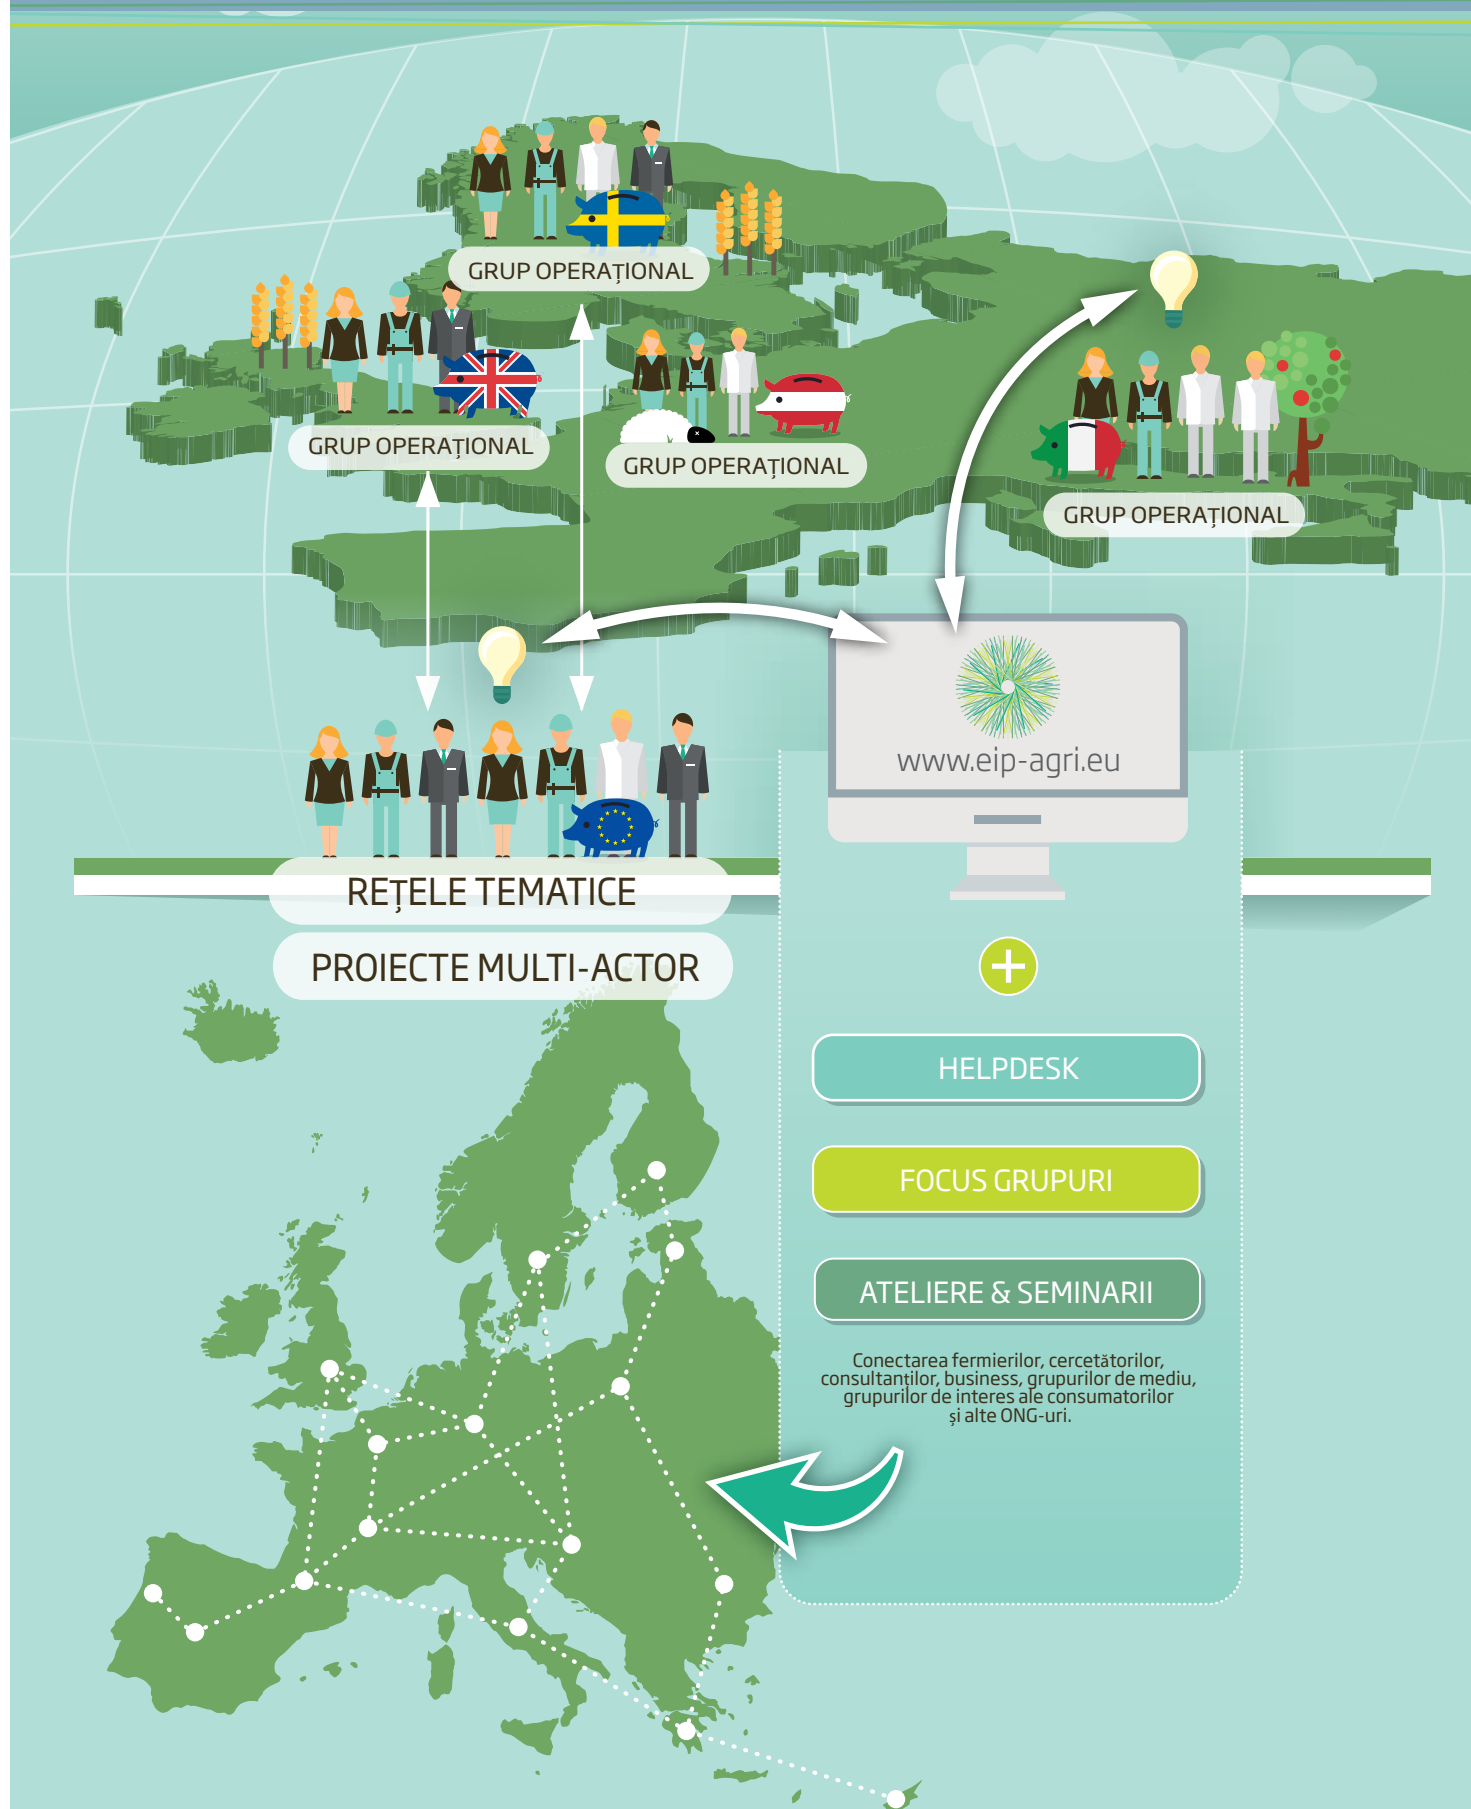 GRUP OPERAȚIONAL
GRUP OPERAȚIONAL
GRUP OPERAȚIONAL
GRUP OPERAȚIONAL
www.eip-agri.eu
REȚELE TEMATICE
PROIECTE MULTI-ACTOR
HELPDESK
FOCUS GRUPURI
ATELIERE & SEMINARII
Conectarea fermierilor, cercetătorilor,
consultanților, business, grupurilor de mediu,
grupurilor de interes ale consumatorilor
și alte ONG-uri.